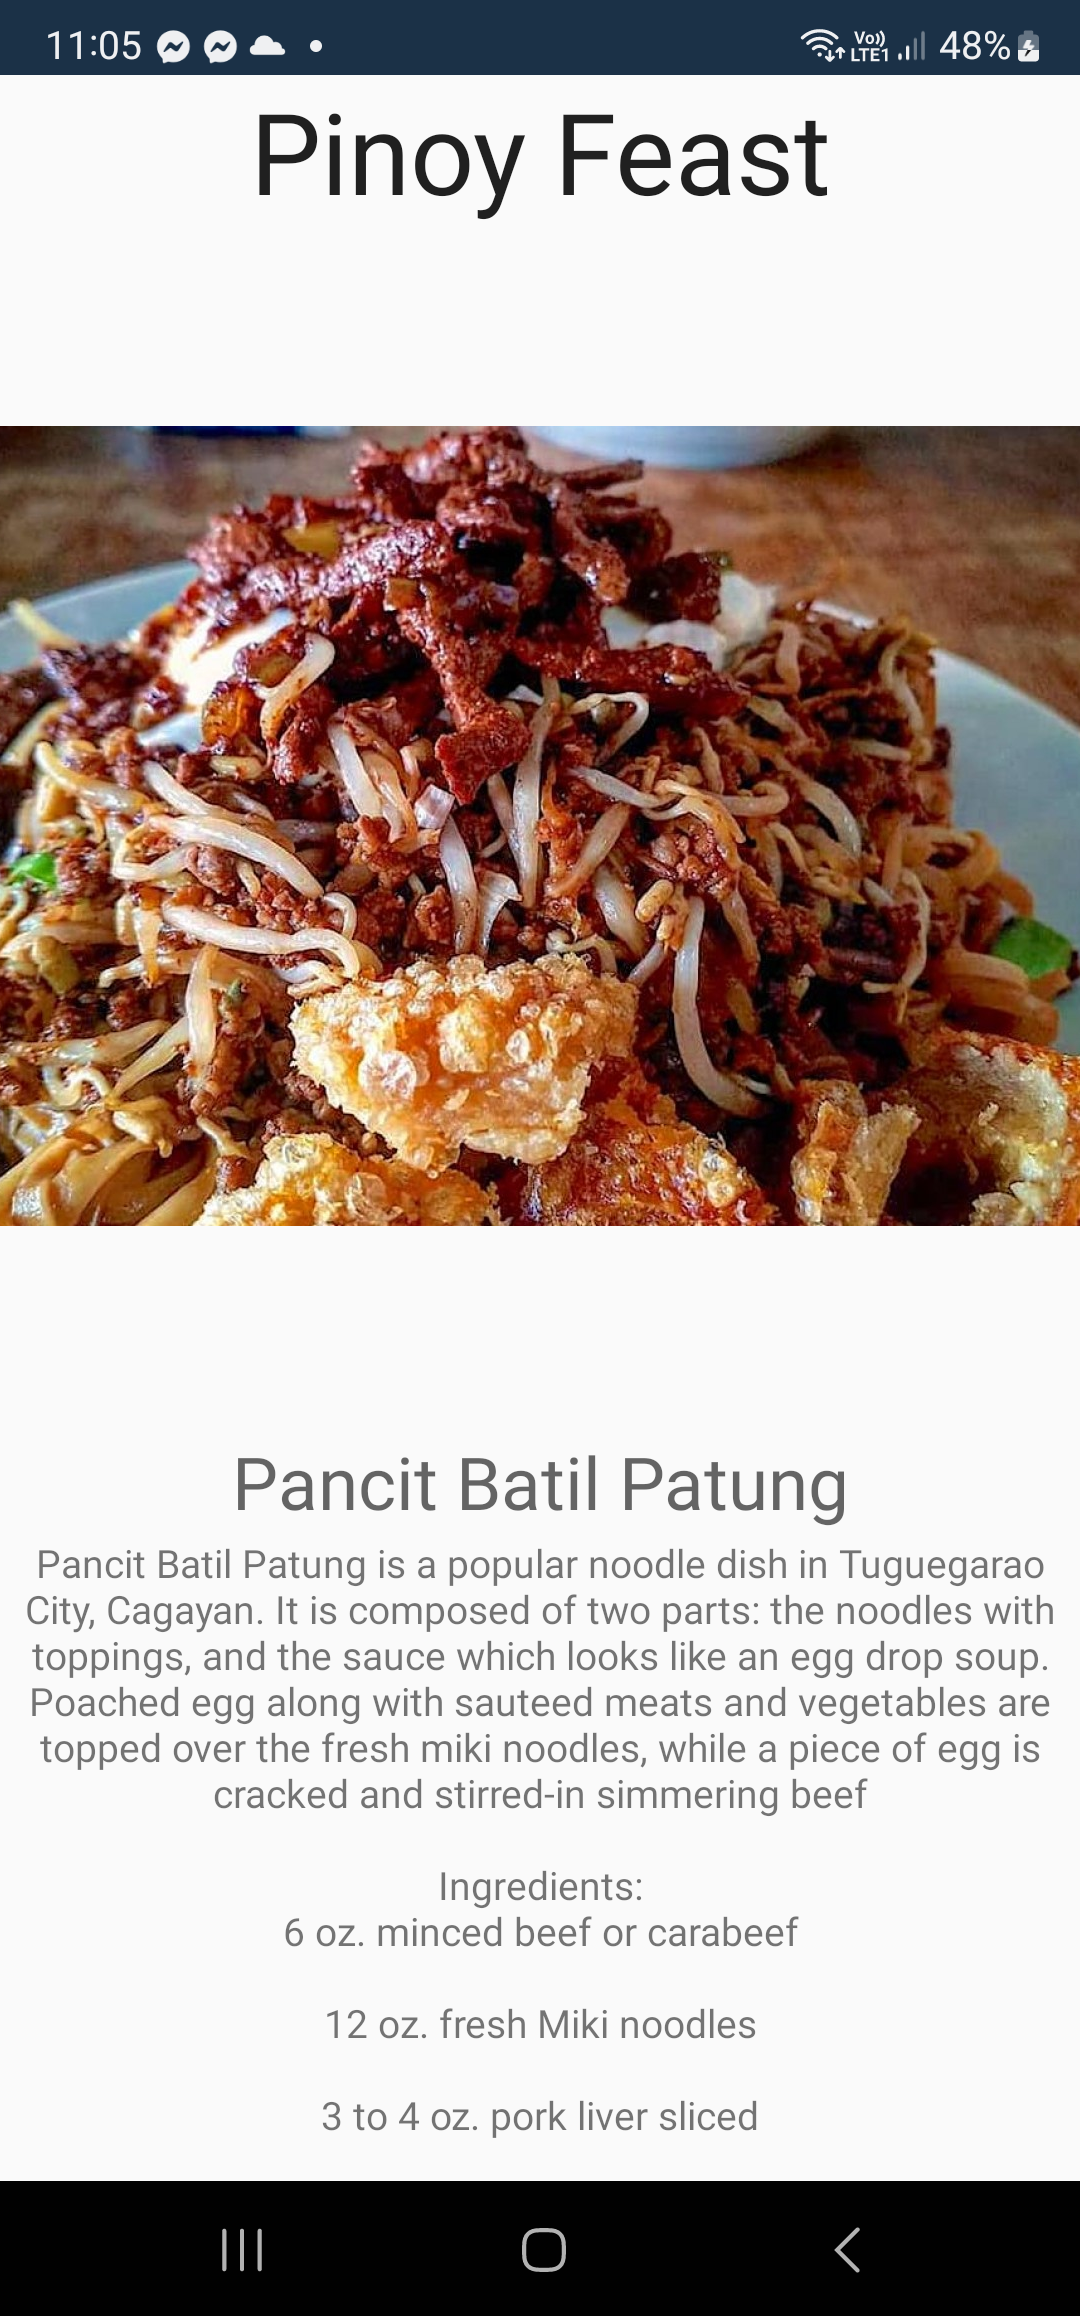 11:05
Vo))
LTE1
48%
Pinoy Feast
Pancit Batil Patung
Pancit Batil Patung is a popular noodle dish in Tuguegarao
City, Cagayan. It is composed of two parts: the noodles with
toppings, and the sauce which looks like an egg drop soup.
Poached egg along with sauteed meats and vegetables are
topped over the fresh miki noodles, while a piece of egg is
cracked and stirred-in simmering beef
Ingredients:
6 oz. minced beef or carabeef
12 oz. fresh Miki noodles
3 to 4 oz. pork liver sliced